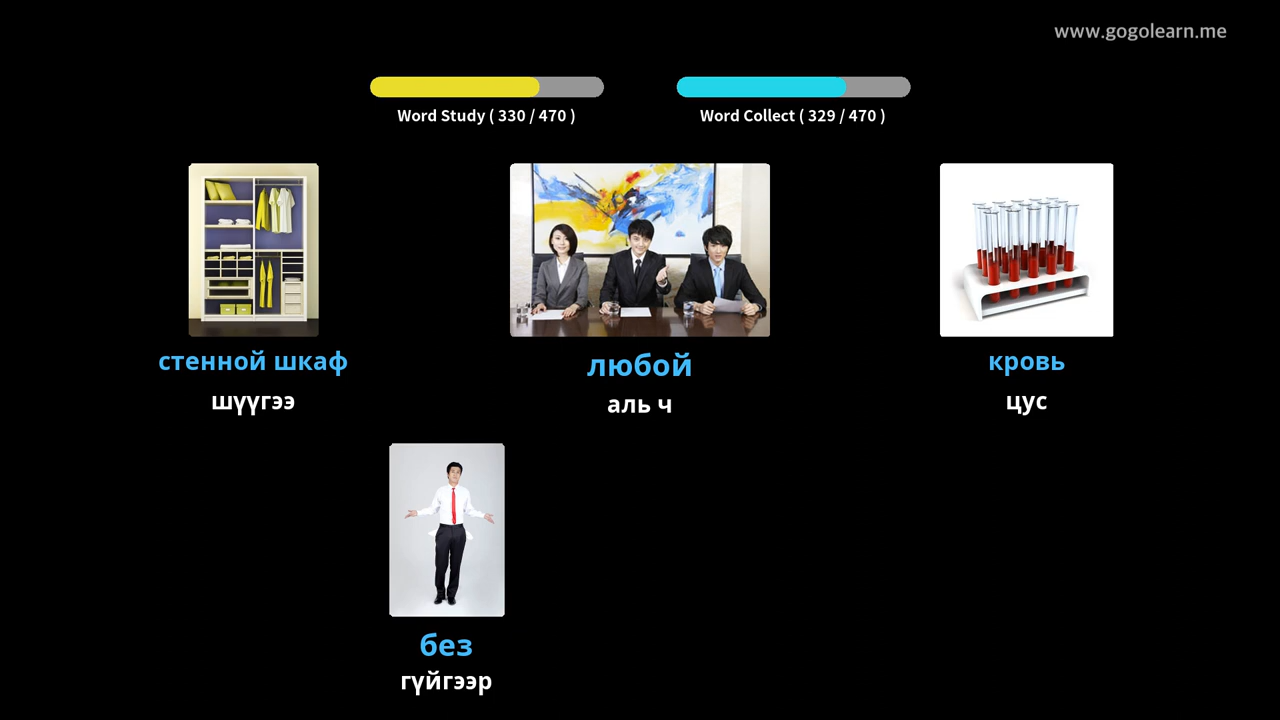 www.gogolearn.me
Word Study ( 330 / 470 )
Word Collect ( 329 / 470 )
стенной шкаф
шүүгээ
любой
аль ч
кровь
цус
без
гүйгээр